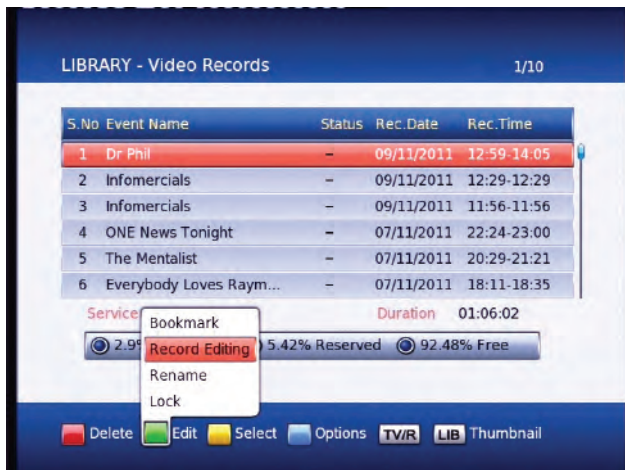 LIBRARY - Video Records 1/10
S.No Event Name Status Rec.Date Rec.Time
1 Dr Phil – 09/11/2011 12:59-14:05
2 Infomercials – 09/11/2011 12:29-12:29
3 Infomercials – 09/11/2011 11:56-11:56
4 ONE News Tonight – 07/11/2011 22:24-23:00
5 The Mentalist – 07/11/2011 20:29-21:21
6 Everybody Loves Raym... – 07/11/2011 18:11-18:35
Service Duration 01:06:02
Bookmark
5.42% Reserved 92.48% Free
Record Editing
Rename
Lock
Delete Edit Select Options TV/R LIB Thumbnail